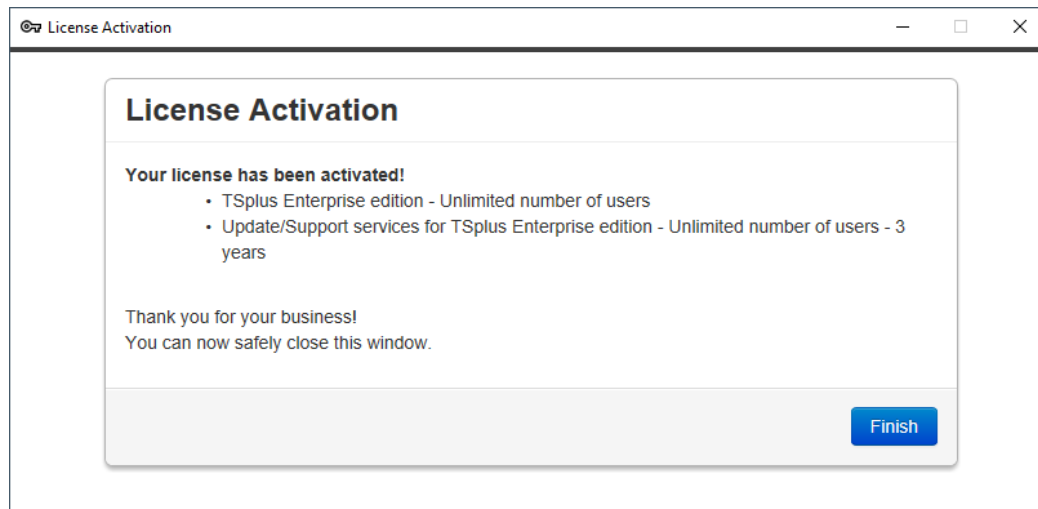 License Activation
License Activation
Your license has been activated!
• TSplus Enterprise edition - Unlimited number of users
• Update/Support services for TSplus Enterprise edition - Unlimited number of users - 3
years
Thank you for your business!
You can now safely close this window.
Finish